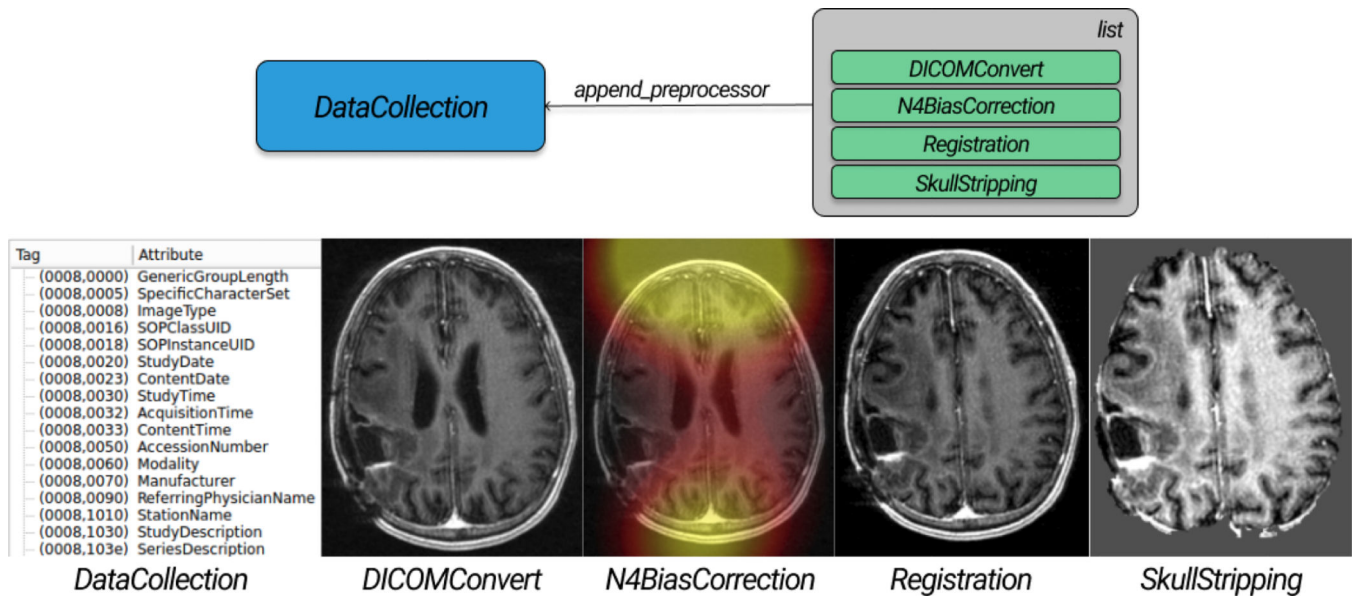 list
DICOMConvert
DataCollection
append_preprocessor
N4BiasCorrection
Registration
SkullStripping
Tag Attribute
(0008,0000) GenericGroupLength
(0008,0005) SpecificCharacterSet
(0008,0008) ImageType
(0008,0016) SOPClassUID
(0008,0018) SOPInstanceUID
(0008,0020) StudyDate
(0008,0023) ContentDate
(0008,0030) StudyTime
(0008,0032) AcquisitionTime
(0008,0033) ContentTime
(0008,0050) AccessionNumber
(0008,0060) Modality
(0008,0070) Manufacturer
(0008,0090) ReferringPhysicianName
(0008,1010) StationName
(0008,1030) StudyDescription
(0008,103e) SeriesDescription
DataCollection DICOMConvert N4BiasCorrection Registration SkullStripping